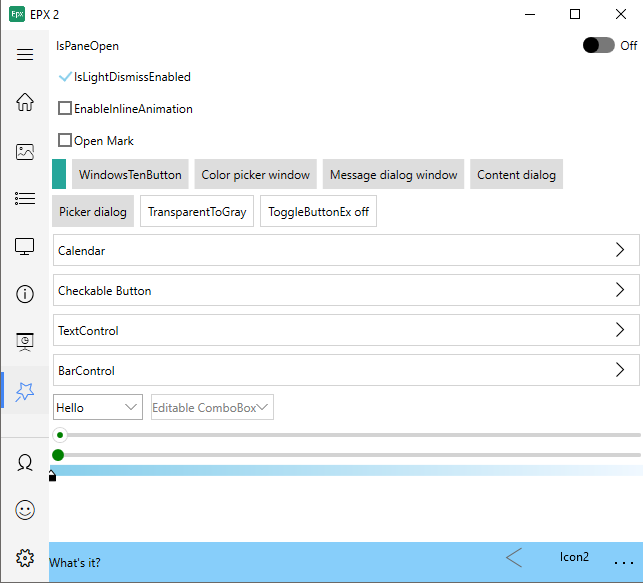 Epx EPX 2
IsPaneOpen Off
IsLightDismissEnabled
EnableInlineAnimation
Open Mark
WindowsTenButton Color picker window Message dialog window Content dialog
Picker dialog TransparentToGray ToggleButtonEx off
Calendar
Checkable Button
TextControl
BarControl
Hello Editable ComboBox
What's it? Icon2 ...